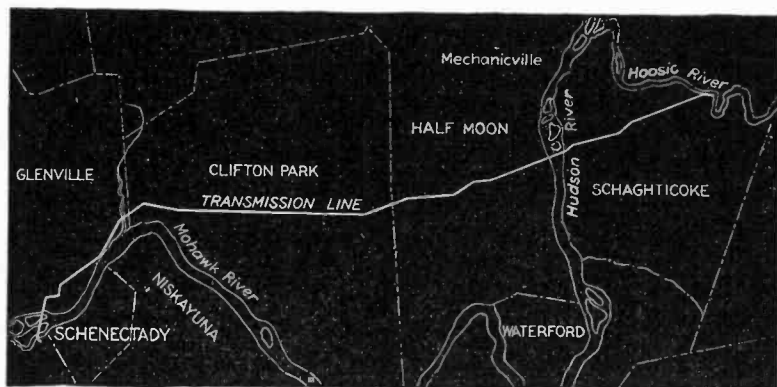 Mechanicville
Hoosic River
HALF MOON
Hudson River
GLENVILLE
CLIFTON PARK
SCHAGHTICOKE
TRANSMISSION LINE
Mohawk River
NISKAYUNA
SCHENECTADY
WATERFORD